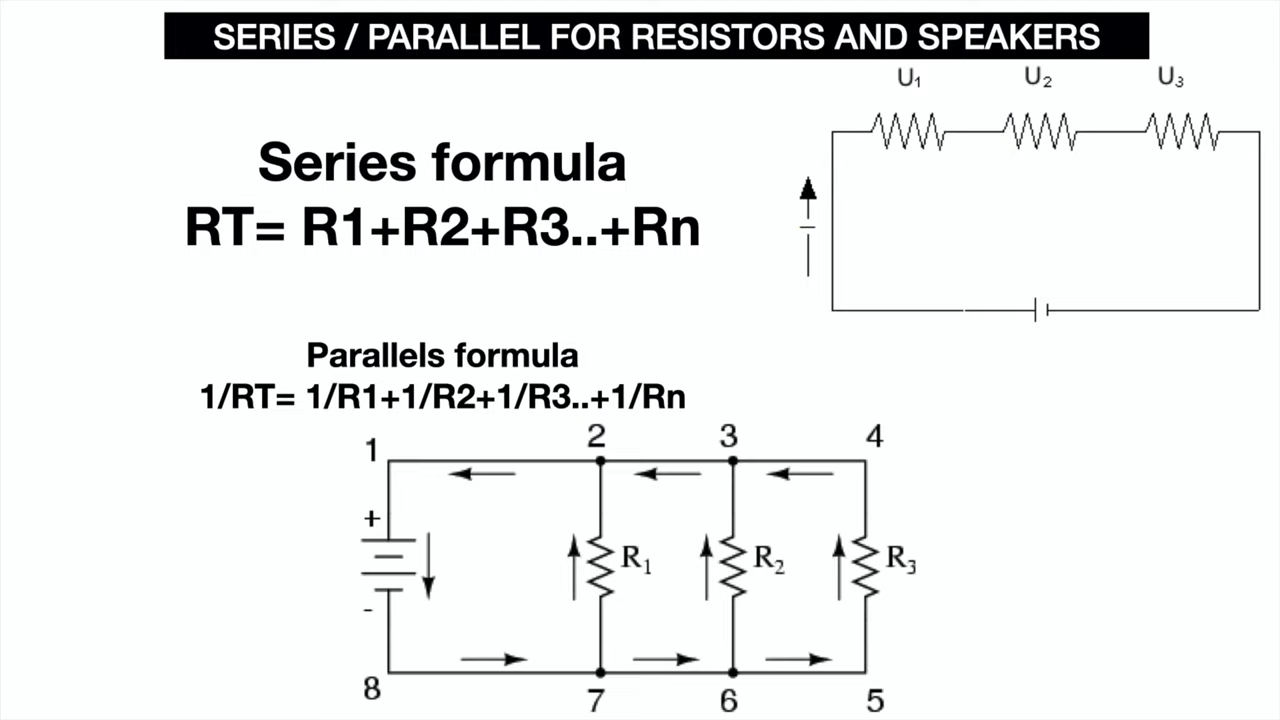 SERIES / PARALLEL FOR RESISTORS AND SPEAKERS
U₁ U₂ U₃
Series formula
RT= R1+R2+R3..+Rn
Parallels formula
1/RT= 1/R1+1/R2+1/R3..+1/Rn
1 2 3 4
+
R₁ R₂ R₃
-
8 7 6 5